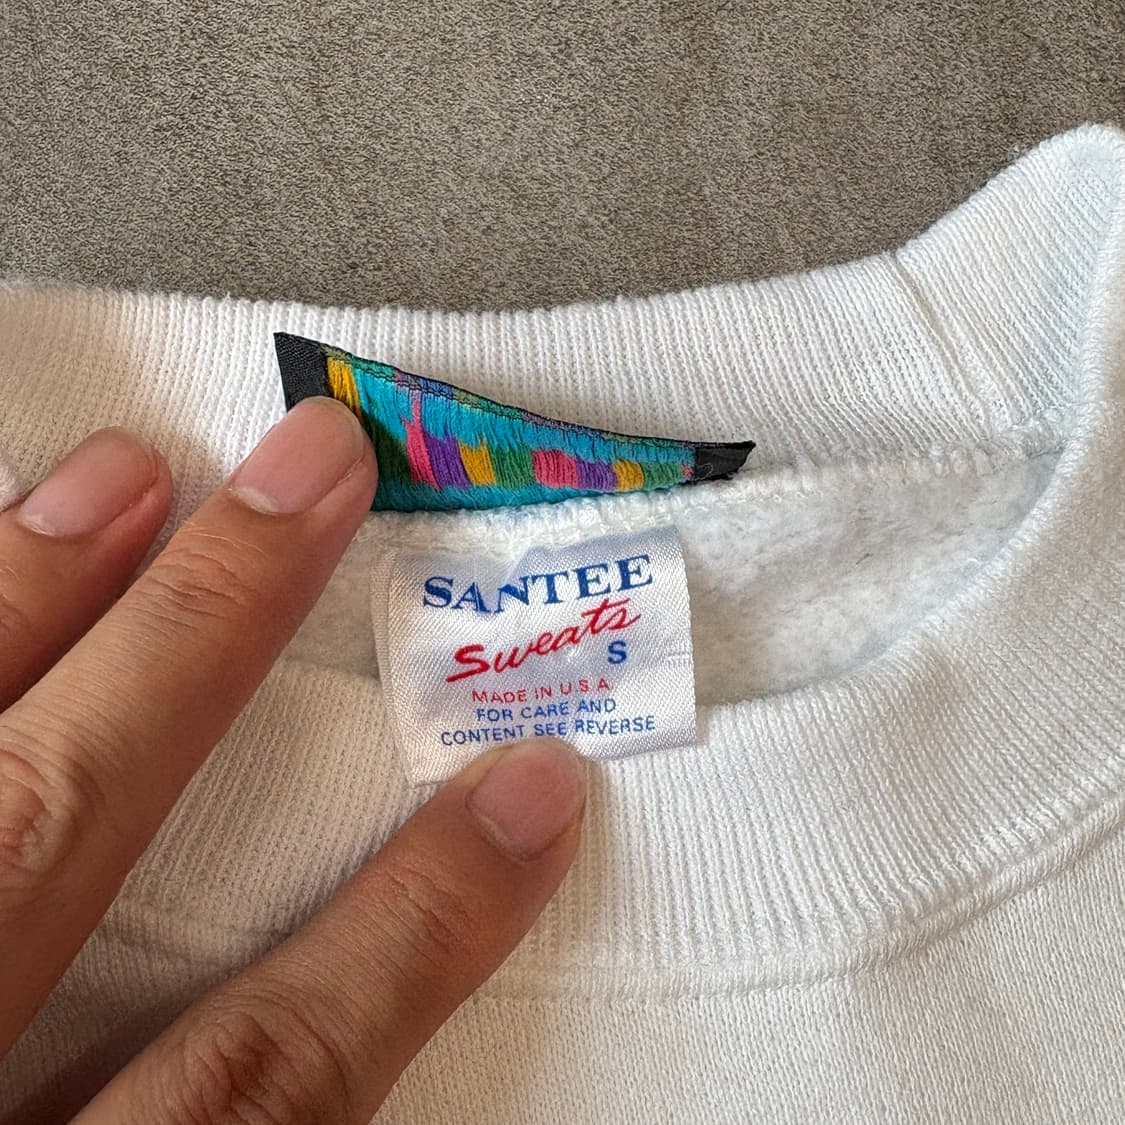 SANTEE
Sweats
S
MADE IN U.S.A.
FOR CARE AND
CONTENT SEE REVERSE